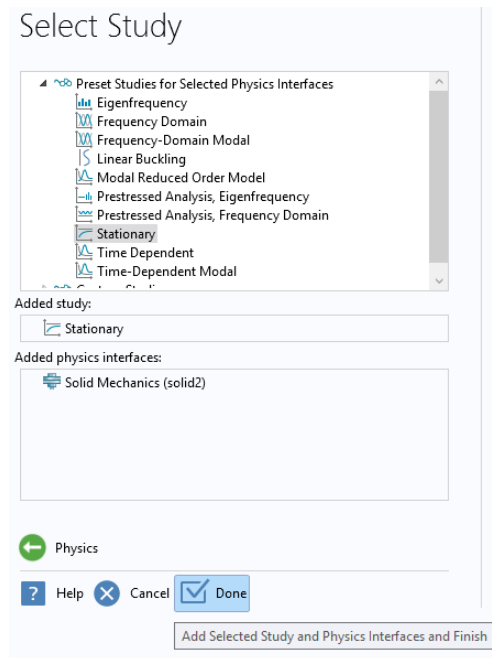 Select Study
Preset Studies for Selected Physics Interfaces
Eigenfrequency
Frequency Domain
Frequency-Domain Modal
Linear Buckling
Modal Reduced Order Model
Prestressed Analysis, Eigenfrequency
Prestressed Analysis, Frequency Domain
Stationary
Time Dependent
Time-Dependent Modal
Added study:
Stationary
Added physics interfaces:
Solid Mechanics (solid2)
Physics
? Help Cancel Done
Add Selected Study and Physics Interfaces and Finish